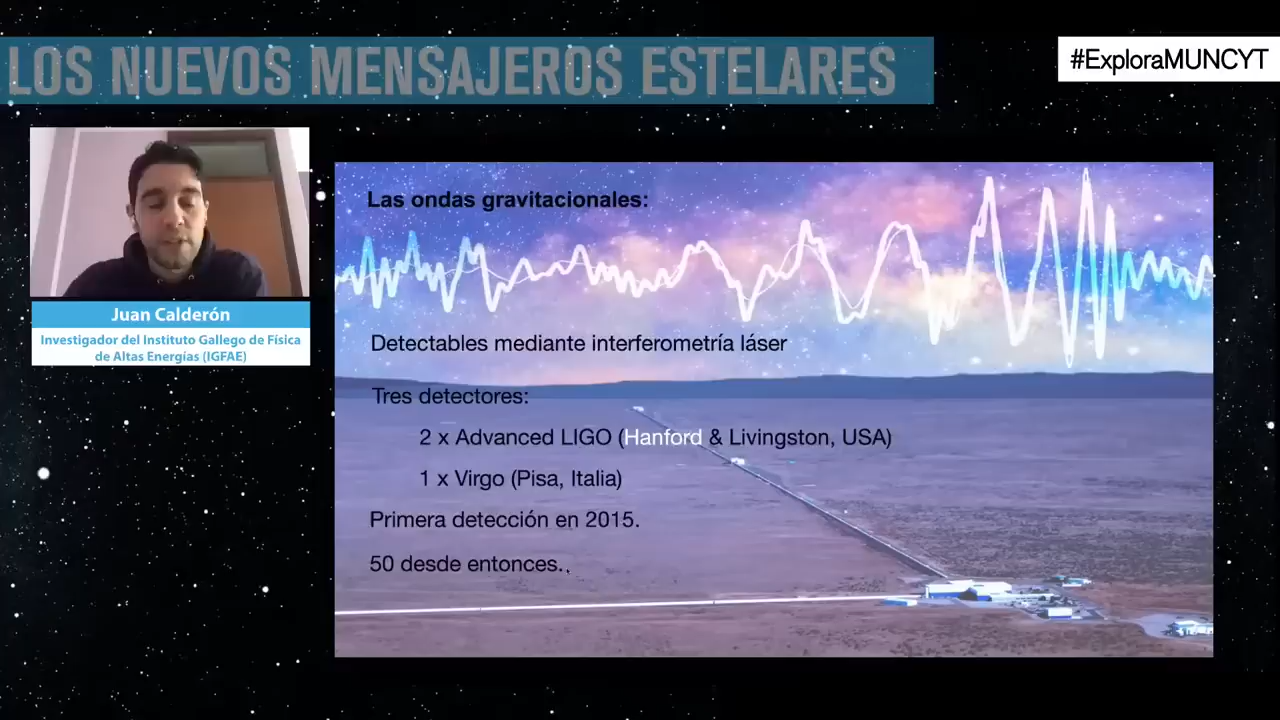 LOS NUEVOS MENSAJEROS ESTELARES
#ExploraMUNCYT
Juan Calderón
Investigador del Instituto Gallego de Física
de Altas Energías (IGFAE)
Las ondas gravitacionales:
Detectables mediante interferometría láser
Tres detectores:
2 x Advanced LIGO (Hanford & Livingston, USA)
1 x Virgo (Pisa, Italia)
Primera detección en 2015.
50 desde entonces..